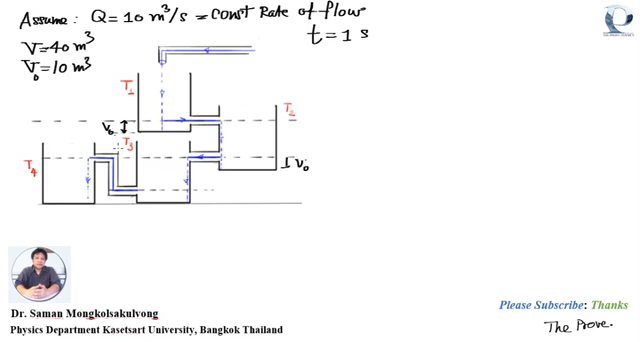 Assume: Q = 10 m³/s = Const Rate of flow
t = 1 s
V = 40 m³
V₀ = 10 m³
T₁
T₂
V₀
T₃
V₀
T₄
Dr. Saman Mongkolsakulvong
Physics Department Kasetsart University, Bangkok Thailand
Please Subscribe: Thanks
The Prove.